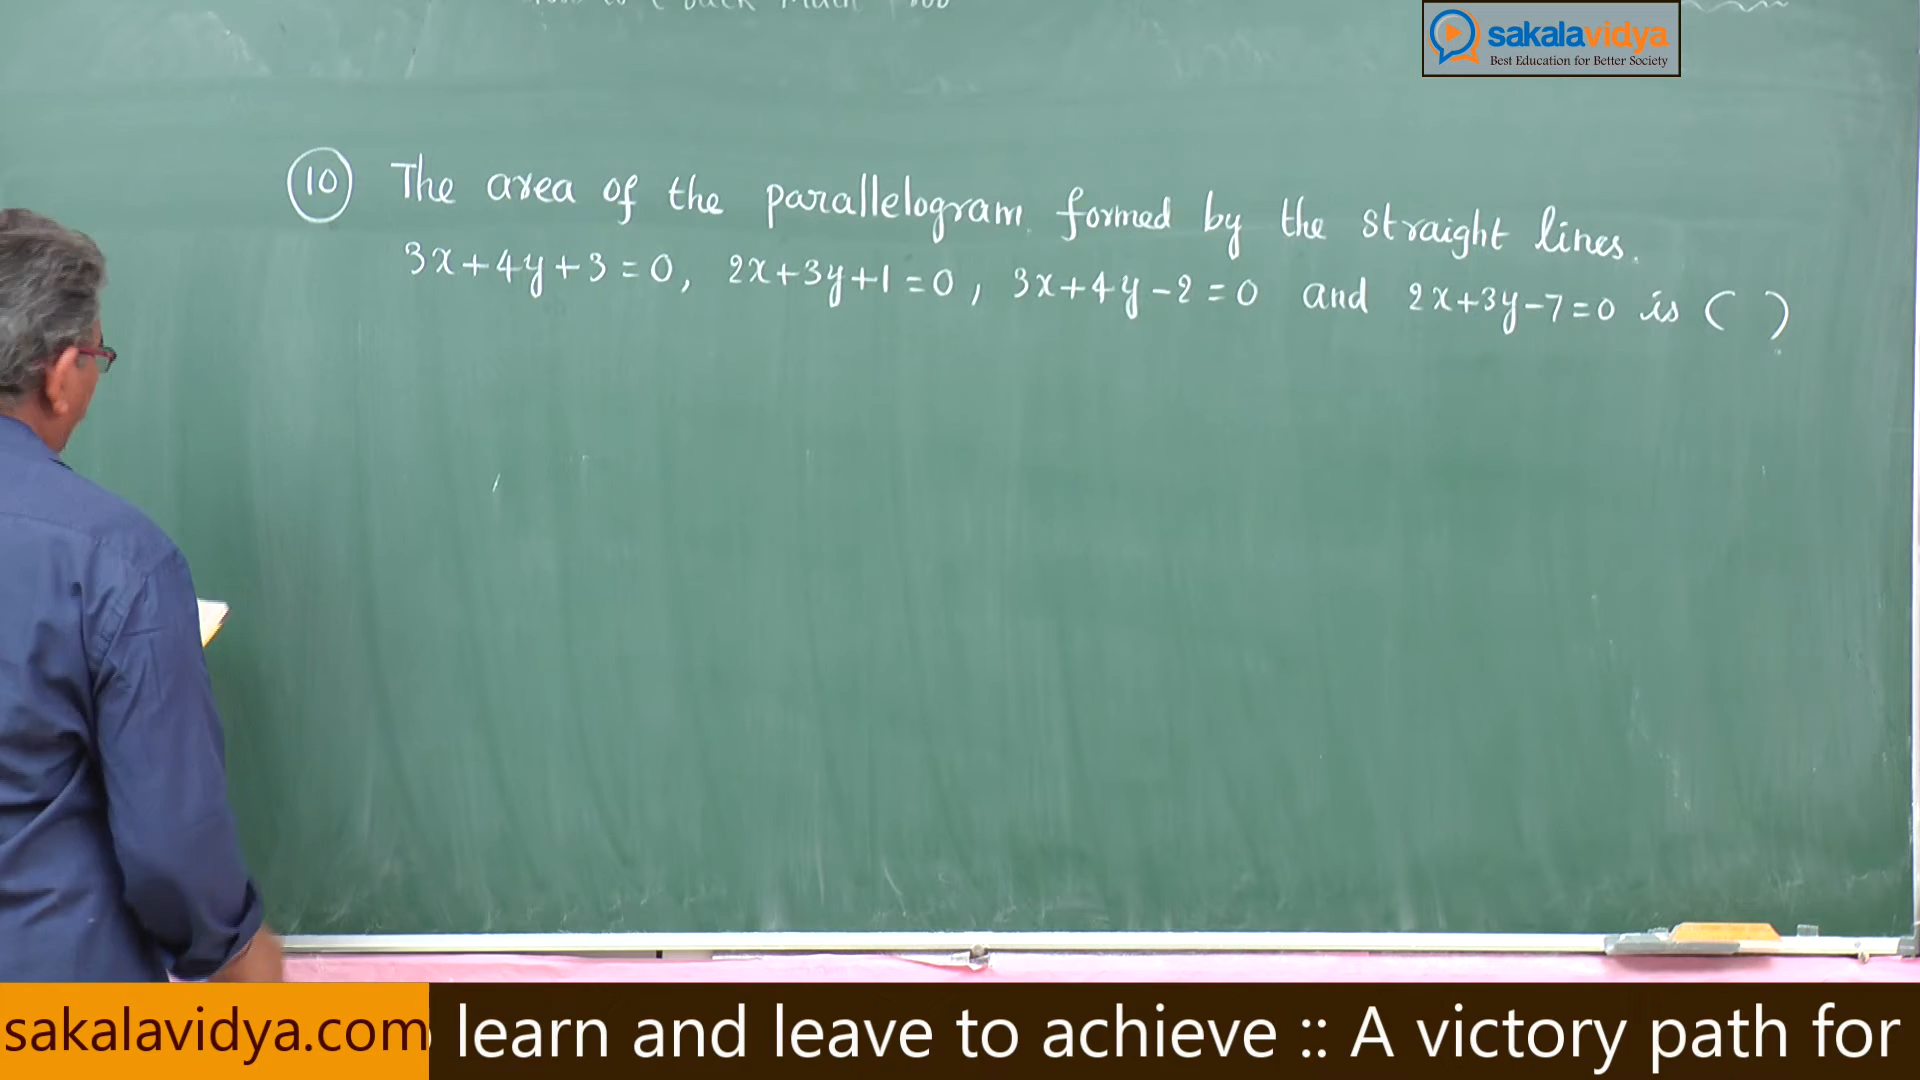 sakalavidya
Best Education for Better Society
10 The area of the parallelogram formed by the straight lines.
3x+4y+3=0, 2x+3y+1=0, 3x+4y-2=0 and 2x+3y-7=0 is ( )
sakalavidya.com learn and leave to achieve :: A victory path for